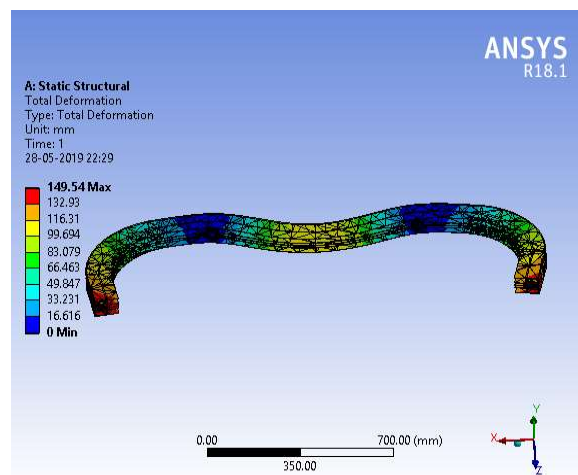 ANSYS
R18.1
A: Static Structural
Total Deformation
Type: Total Deformation
Unit: mm
Time: 1
28-05-2019 22:29
149.54 Max
132.93
116.31
99.694
83.079
66.463
49.847
33.231
16.616
0 Min
0.00
700.00 (mm)
350.00
Y
X
Z